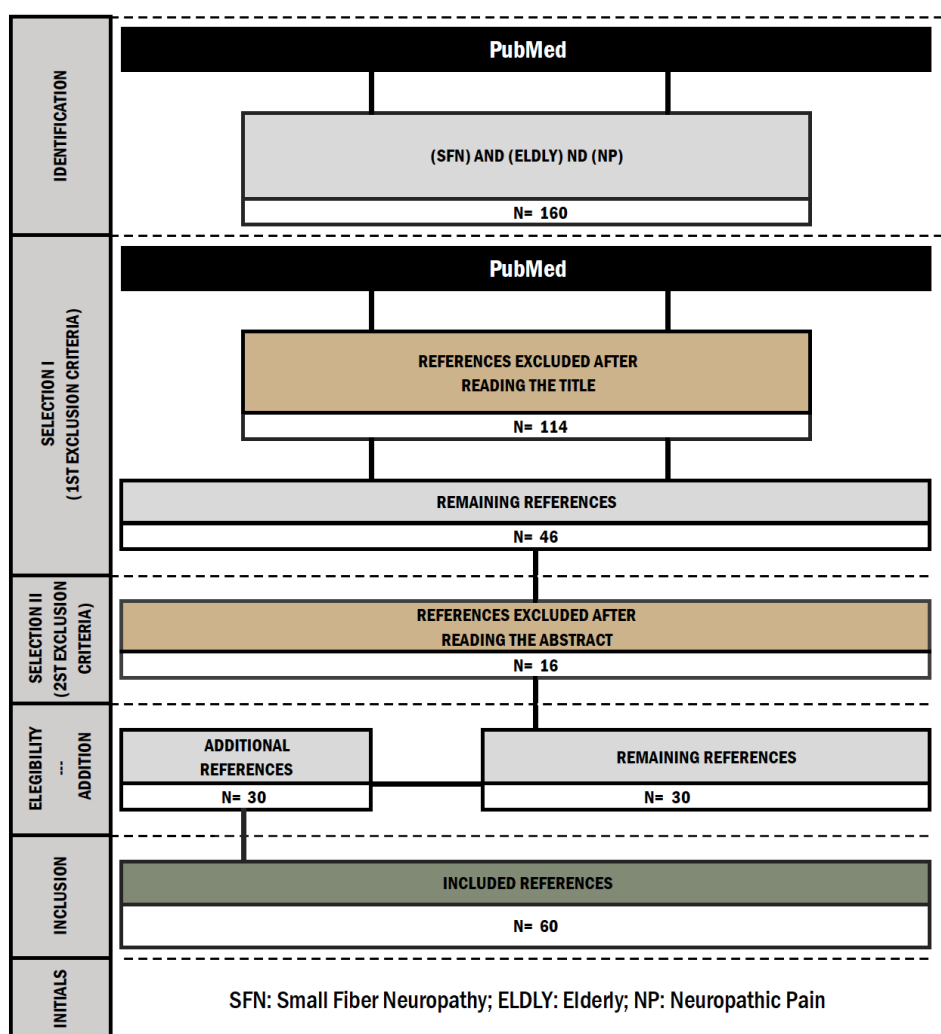 IDENTIFICATION
PubMed
(SFN) AND (ELDLY) ND (NP)
N= 160
SELECTION I
(1ST EXCLUSION CRITERIA)
PubMed
REFERENCES EXCLUDED AFTER
READING THE TITLE
N= 114
REMAINING REFERENCES
N= 46
SELECTION II
(2ST EXCLUSION
CRITERIA)
REFERENCES EXCLUDED AFTER
READING THE ABSTRACT
N= 16
ELEGIBILITY
---
ADDITION
ADDITIONAL
REFERENCES
N= 30
REMAINING REFERENCES
N= 30
INCLUSION
INCLUDED REFERENCES
N= 60
INITIALS
SFN: Small Fiber Neuropathy; ELDLY: Elderly; NP: Neuropathic Pain